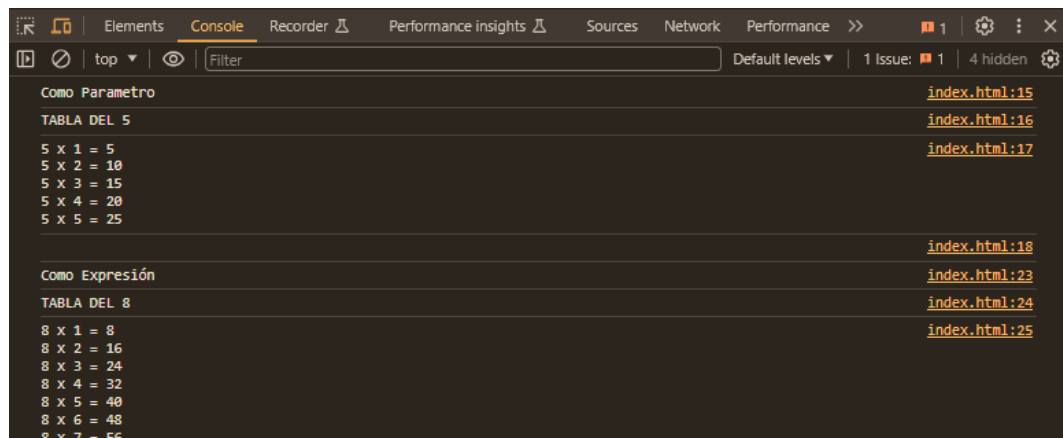 Elements Console Recorder Performance insights Sources Network Performance >> 1
top Filter Default levels 1 Issue: 1 4 hidden
Como Parametro index.html:15
TABLA DEL 5 index.html:16
5 x 1 = 5 index.html:17
5 x 2 = 10
5 x 3 = 15
5 x 4 = 20
5 x 5 = 25
index.html:18
Como Expresión index.html:23
TABLA DEL 8 index.html:24
8 x 1 = 8 index.html:25
8 x 2 = 16
8 x 3 = 24
8 x 4 = 32
8 x 5 = 40
8 x 6 = 48
8 x 7 = 56